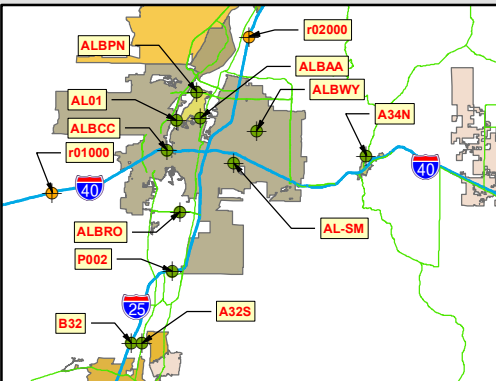 r02000
ALBPN
ALBAA
AL01
ALBWY
ALBCC
A34N
r01000
40
40
ALBRO
AL-SM
P002
25
B32
A32S